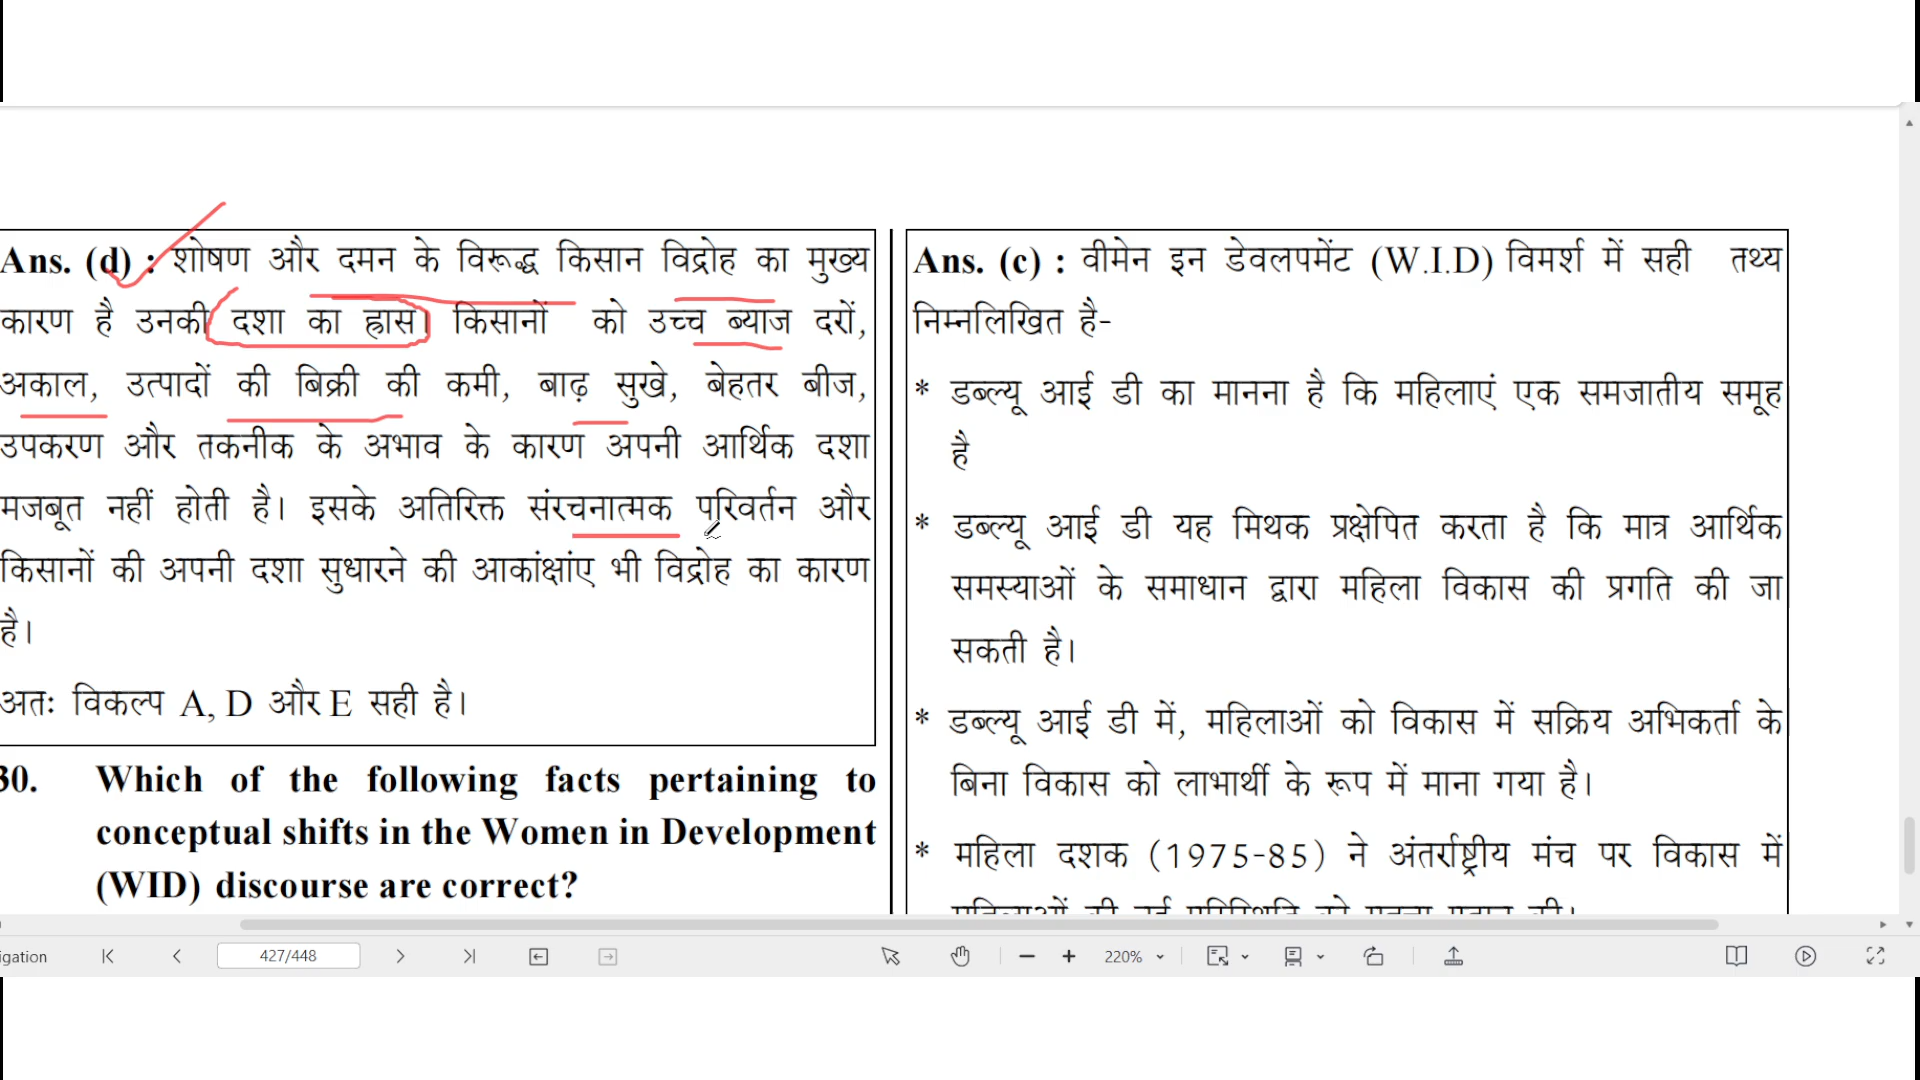 Ans. (d) : शोषण और दमन के विरूद्ध किसान विद्रोह का मुख्य
कारण है उनकी दशा का ह्रास। किसानों को उच्च ब्याज दरों,
अकाल, उत्पादों की बिक्री की कमी, बाढ़ सुखे, बेहतर बीज,
उपकरण और तकनीक के अभाव के कारण अपनी आर्थिक दशा
मजबूत नहीं होती है। इसके अतिरिक्त संरचनात्मक परिवर्तन और
किसानों की अपनी दशा सुधारने की आकांक्षांए भी विद्रोह का कारण
है।
अतः विकल्प A, D और E सही है।
30. Which of the following facts pertaining to
conceptual shifts in the Women in Development
(WID) discourse are correct?
Ans. (c) : वीमेन इन डेवलपमेंट (W.I.D) विमर्श में सही तथ्य
निम्नलिखित है-
* डब्ल्यू आई डी का मानना है कि महिलाएं एक समजातीय समूह
है
* डब्ल्यू आई डी यह मिथक प्रक्षेपित करता है कि मात्र आर्थिक
समस्याओं के समाधान द्वारा महिला विकास की प्रगति की जा
सकती है।
* डब्ल्यू आई डी में, महिलाओं को विकास में सक्रिय अभिकर्ता के
बिना विकास को लाभार्थी के रूप में माना गया है।
* महिला दशक (1975-85) ने अंतर्राष्ट्रीय मंच पर विकास में
igation
427/448
220%